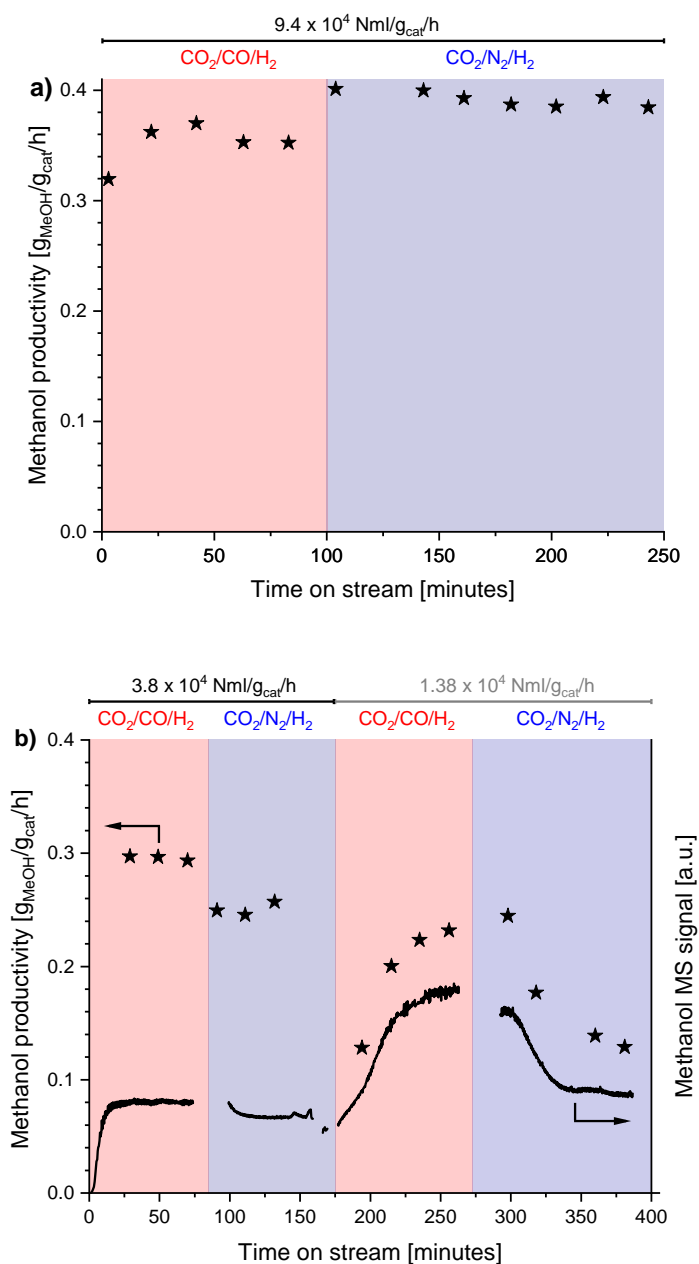 9.4 x 10⁴ Nml/g_cat/h
CO₂/CO/H₂ CO₂/N₂/H₂
a)
0.4
0.3
0.2
0.1
0.0
Methanol productivity [g_MeOH/g_cat/h]
0 50 100 150 200 250
Time on stream [minutes]
3.8 x 10⁴ Nml/g_cat/h 1.38 x 10⁴ Nml/g_cat/h
CO₂/CO/H₂ CO₂/N₂/H₂ CO₂/CO/H₂ CO₂/N₂/H₂
b)
0.4
0.3
0.2
0.1
0.0
Methanol productivity [g_MeOH/g_cat/h]
Methanol MS signal [a.u.]
0 50 100 150 200 250 300 350 400
Time on stream [minutes]